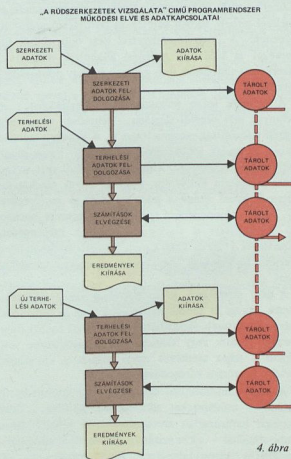 „A RÚDSZERKEZETEK VIZSGÁLATA" CIMŰ PROGRAMRENDSZER
MŰKÖDÉSI ELVE ÉS ADATKAPCSOLATAI
SZERKEZETI
ADATOK
ADATOK
KIÍRÁSA
SZERKEZETI
ADATOK FEL-
DOLGOZÁSA
TÁROLT
ADATOK
TERHELÉSI
ADATOK
TERHELÉSI
ADATOK FEL-
DOLGOZÁSA
TÁROLT
ADATOK
SZÁMÍTÁSOK
ELVÉGZÉSE
TÁROLT
ADATOK
EREDMÉNYEK
KIÍRÁSA
ÚJ TERHE-
LÉSI ADATOK
ADATOK
KIÍRÁSA
TERHELÉSI
ADATOK FEL-
DOLGOZÁSA
TÁROLT
ADATOK
SZÁMÍTÁSOK
ELVÉGZÉSE
TÁROLT
ADATOK
EREDMÉNYEK
KIÍRÁSA
4. ábra